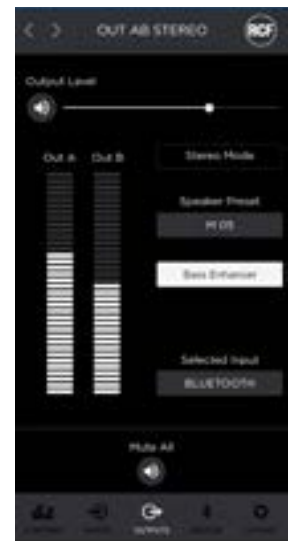 OUT AB STEREO
RCF
Output Level
Out A
Out B
Stereo Mode
Speaker Preset
M 05
Bass Enhancer
Selected Input
BLUETOOTH
Mute All
OUTPUTS